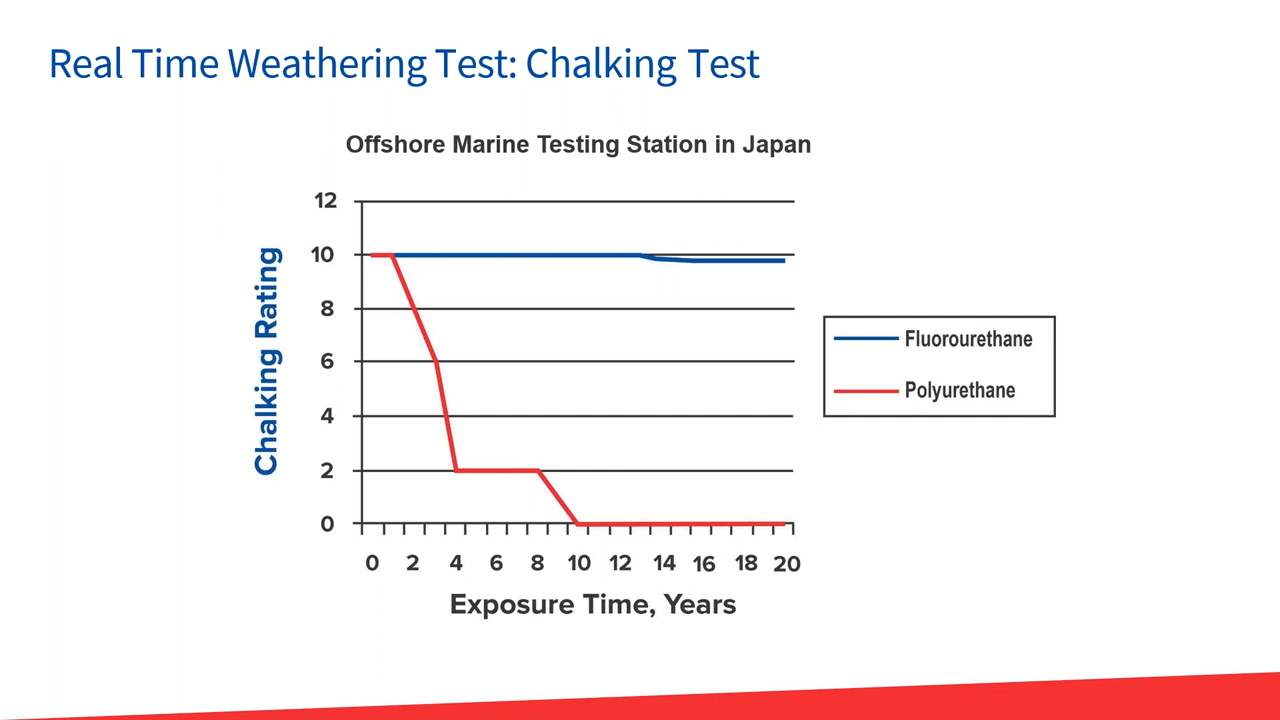 Real Time Weathering Test: Chalking Test
Offshore Marine Testing Station in Japan
Chalking Rating
12
10
8
6
4
2
0
0 2 4 6 8 10 12 14 16 18 20
Exposure Time, Years
Fluorourethane
Polyurethane